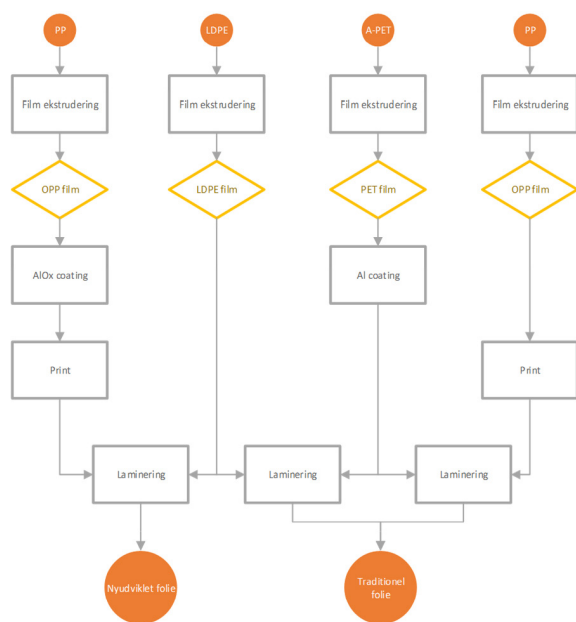 PP
LDPE
A-PET
PP
Film ekstrudering
Film ekstrudering
Film ekstrudering
Film ekstrudering
OPP film
LDPE film
PET film
OPP film
AlOx coating
Al coating
Print
Print
Laminering
Laminering
Laminering
Nyudviklet folie
Traditionel
folie